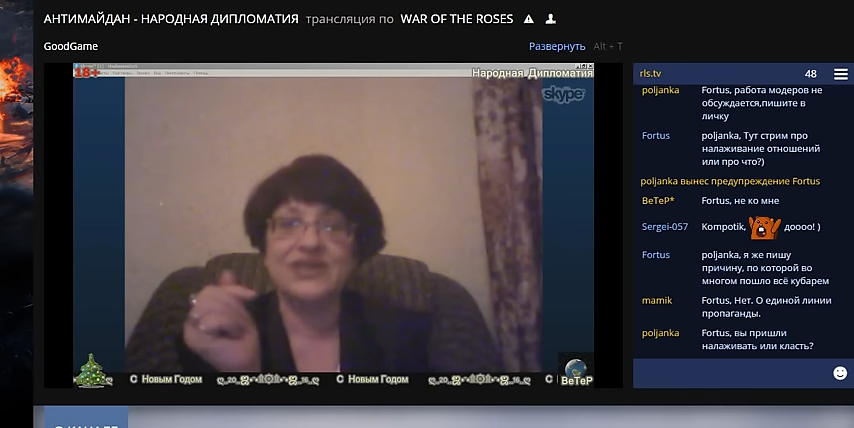 АНТИМАЙДАН - НАРОДНАЯ ДИПЛОМАТИЯ трансляция по WAR OF THE ROSES
GoodGame
Развернуть Alt + T
18+
Народная Дипломатия
skype
С Новым Годом
С Новым Годом
С
ВеТеР
rls.tv 48
poljanka Fortus, работа модеров не
обсуждается,пишите в
личку
Fortus poljanka, Тут стрим про
налаживание отношений
или про что?)
poljanka вынес предупреждение Fortus
BeTeP* Fortus, не ко мне
Sergei-057 Kompotik, доооо! )
Fortus poljanka, я же пишу
причину, по которой во
многом пошло всё кубарем
mamik Fortus, Нет. О единой линии
пропаганды.
poljanka Fortus, вы пришли
налаживать или класть?